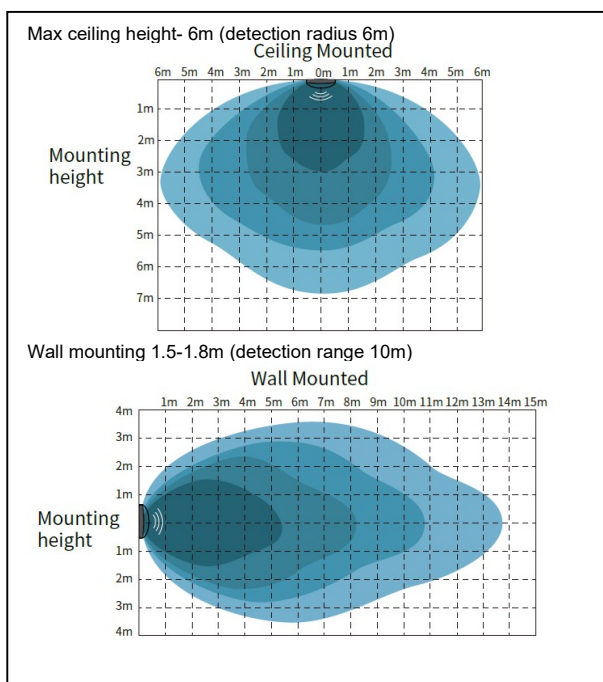 Max ceiling height- 6m (detection radius 6m)
Ceiling Mounted
6m 5m 4m 3m 2m 1m 0m 1m 2m 3m 4m 5m 6m
1m
2m
Mounting
height
3m
4m
5m
6m
7m
Wall mounting 1.5-1.8m (detection range 10m)
Wall Mounted
1m 2m 3m 4m 5m 6m 7m 8m 9m 10m 11m 12m 13m 14m 15m
4m
3m
2m
1m
Mounting
height
1m
2m
3m
4m